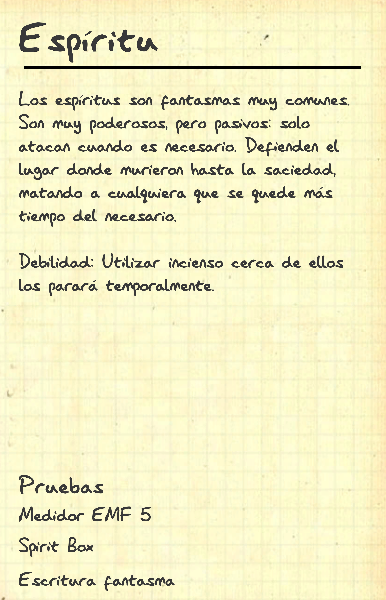 Espíritu
Los espíritus son fantasmas muy comunes.
Son muy poderosos, pero pasivos: solo
atacan cuando es necesario. Defienden el
lugar donde murieron hasta la saciedad,
matando a cualquiera que se quede más
tiempo del necesario.
Debilidad: Utilizar incienso cerca de ellos
los parará temporalmente.
Pruebas
Medidor EMF 5
Spirit Box
Escritura fantasma